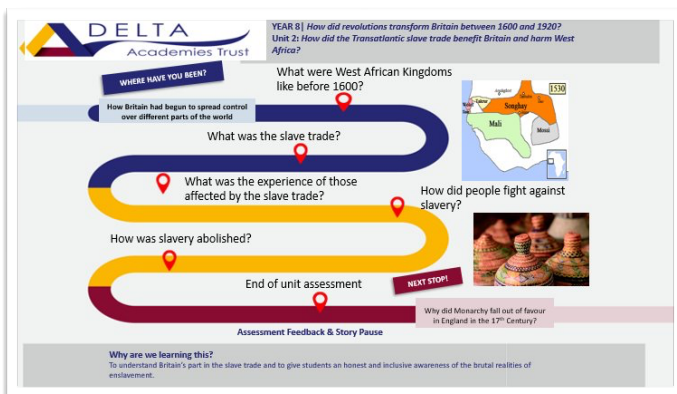 DELTA
Academies Trust
YEAR 8| How did revolutions transform Britain between 1600 and 1920?
Unit 2: How did the Transatlantic slave trade benefit Britain and harm West
Africa?
WHERE HAVE YOU BEEN?
How Britain had begun to spread control
over different parts of the world
What were West African Kingdoms
like before 1600?
1530
Songhay
Mali
Mossi
What was the slave trade?
What was the experience of those
affected by the slave trade?
How did people fight against
slavery?
How was slavery abolished?
End of unit assessment
NEXT STOP!
Why did Monarchy fall out of favour
in England in the 17th Century?
Assessment Feedback & Story Pause
Why are we learning this?
To understand Britain's part in the slave trade and to give students an honest and inclusive awareness of the brutal realities of
enslavement.